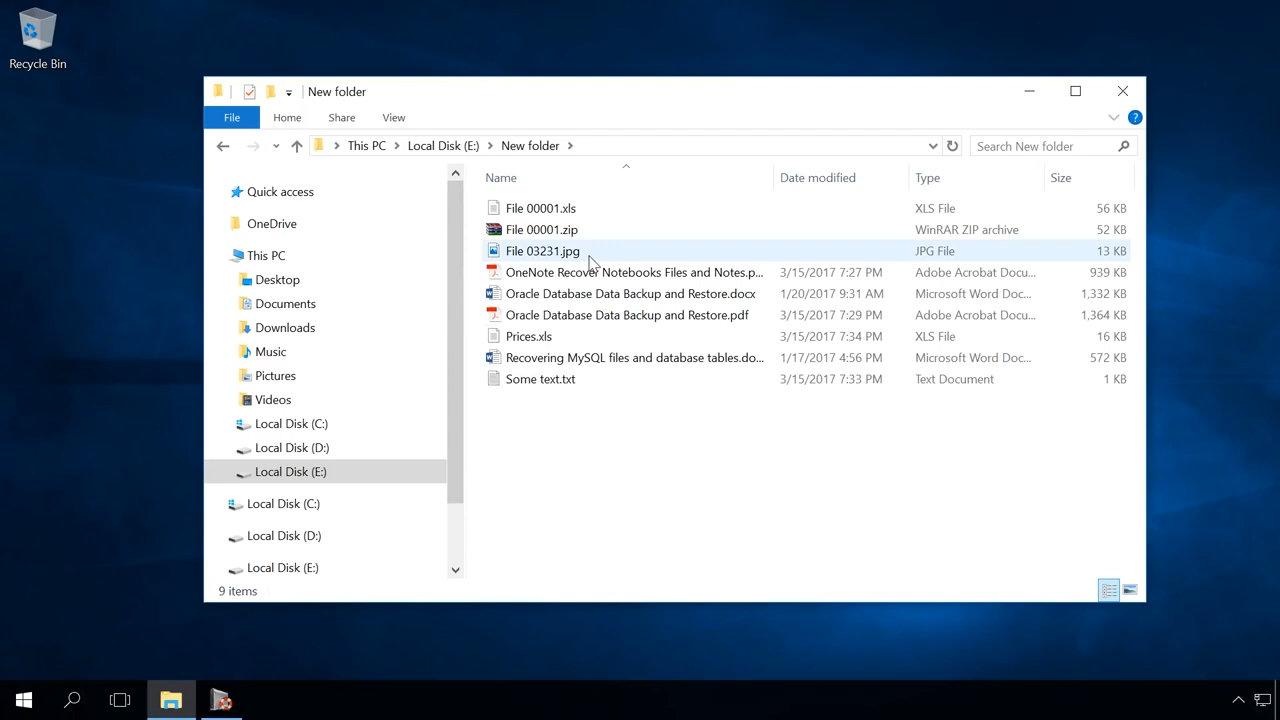 Recycle Bin
New folder
File
Home
Share
View
?
This PC
Local Disk (E:)
New folder
Search New folder
Name
Date modified
Type
Size
Quick access
OneDrive
This PC
Desktop
Documents
Downloads
Music
Pictures
Videos
Local Disk (C:)
Local Disk (D:)
Local Disk (E:)
Local Disk (C:)
Local Disk (D:)
Local Disk (E:)
File 00001.xls XLS File 56 KB
File 00001.zip WinRAR ZIP archive 52 KB
File 03231.jpg JPG File 13 KB
OneNote Recover Notebooks Files and Notes.p... 3/15/2017 7:27 PM Adobe Acrobat Docu... 939 KB
Oracle Database Data Backup and Restore.docx 1/20/2017 9:31 AM Microsoft Word Doc... 1,332 KB
Oracle Database Data Backup and Restore.pdf 3/15/2017 7:29 PM Adobe Acrobat Docu... 1,364 KB
Prices.xls 3/15/2017 7:34 PM XLS File 16 KB
Recovering MySQL files and database tables.do... 1/17/2017 4:56 PM Microsoft Word Doc... 572 KB
Some text.txt 3/15/2017 7:33 PM Text Document 1 KB
9 items